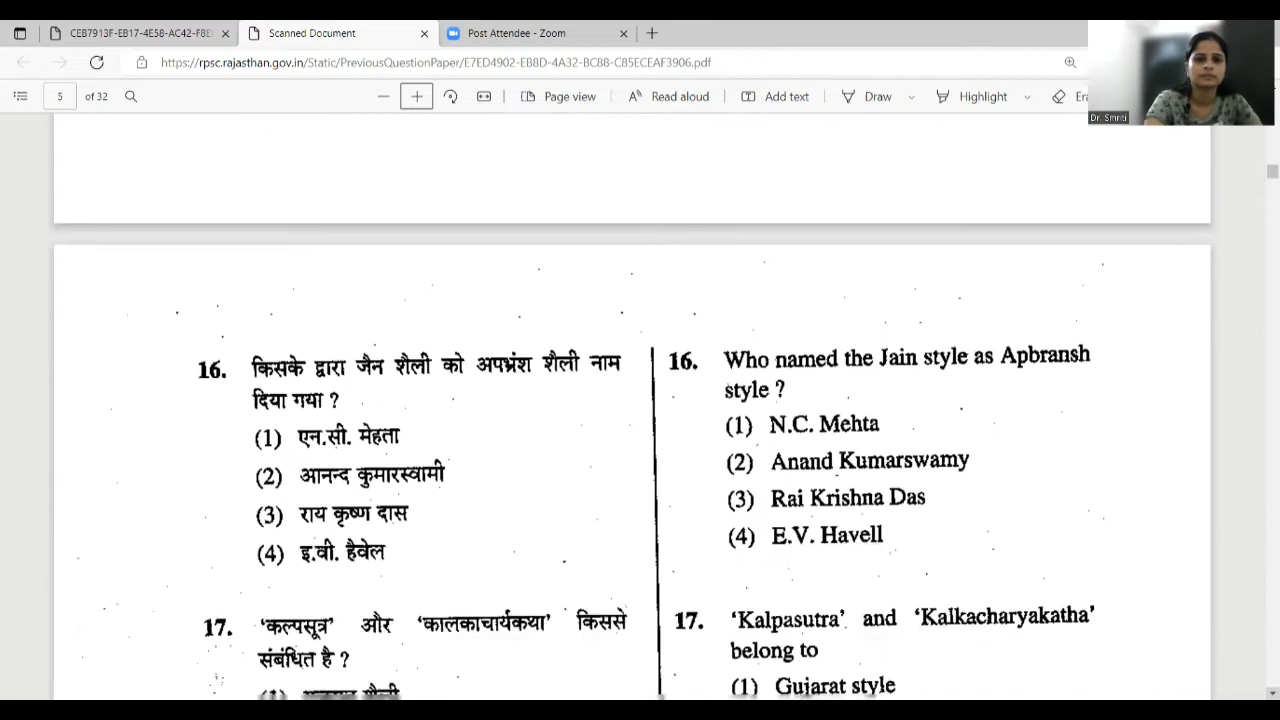 CEB7913F-EB17-4E58-AC42-F8E
Scanned Document
Post Attendee - Zoom
https://rpsc.rajasthan.gov.in/Static/PreviousQuestionPaper/E7ED4902-EB8D-4A32-BC88-C85ECEAF3906.pdf
5 of 32
Page view
Read aloud
Add text
Draw
Highlight
Era
Dr. Smriti
16. किसके द्वारा जैन शैली को अपभ्रंश शैली नाम
दिया गया ?
(1) एन.सी. मेहता
(2) आनन्द कुमारस्वामी
(3) राय कृष्ण दास
(4) इ.वी. हैवेल
17. 'कल्पसूत्र' और 'कालकाचार्यकथा' किससे
संबंधित है ?
16. Who named the Jain style as Apbransh
style ?
(1) N.C. Mehta
(2) Anand Kumarswamy
(3) Rai Krishna Das
(4) E.V. Havell
17. 'Kalpasutra' and 'Kalkacharyakatha'
belong to
(1) Gujarat style